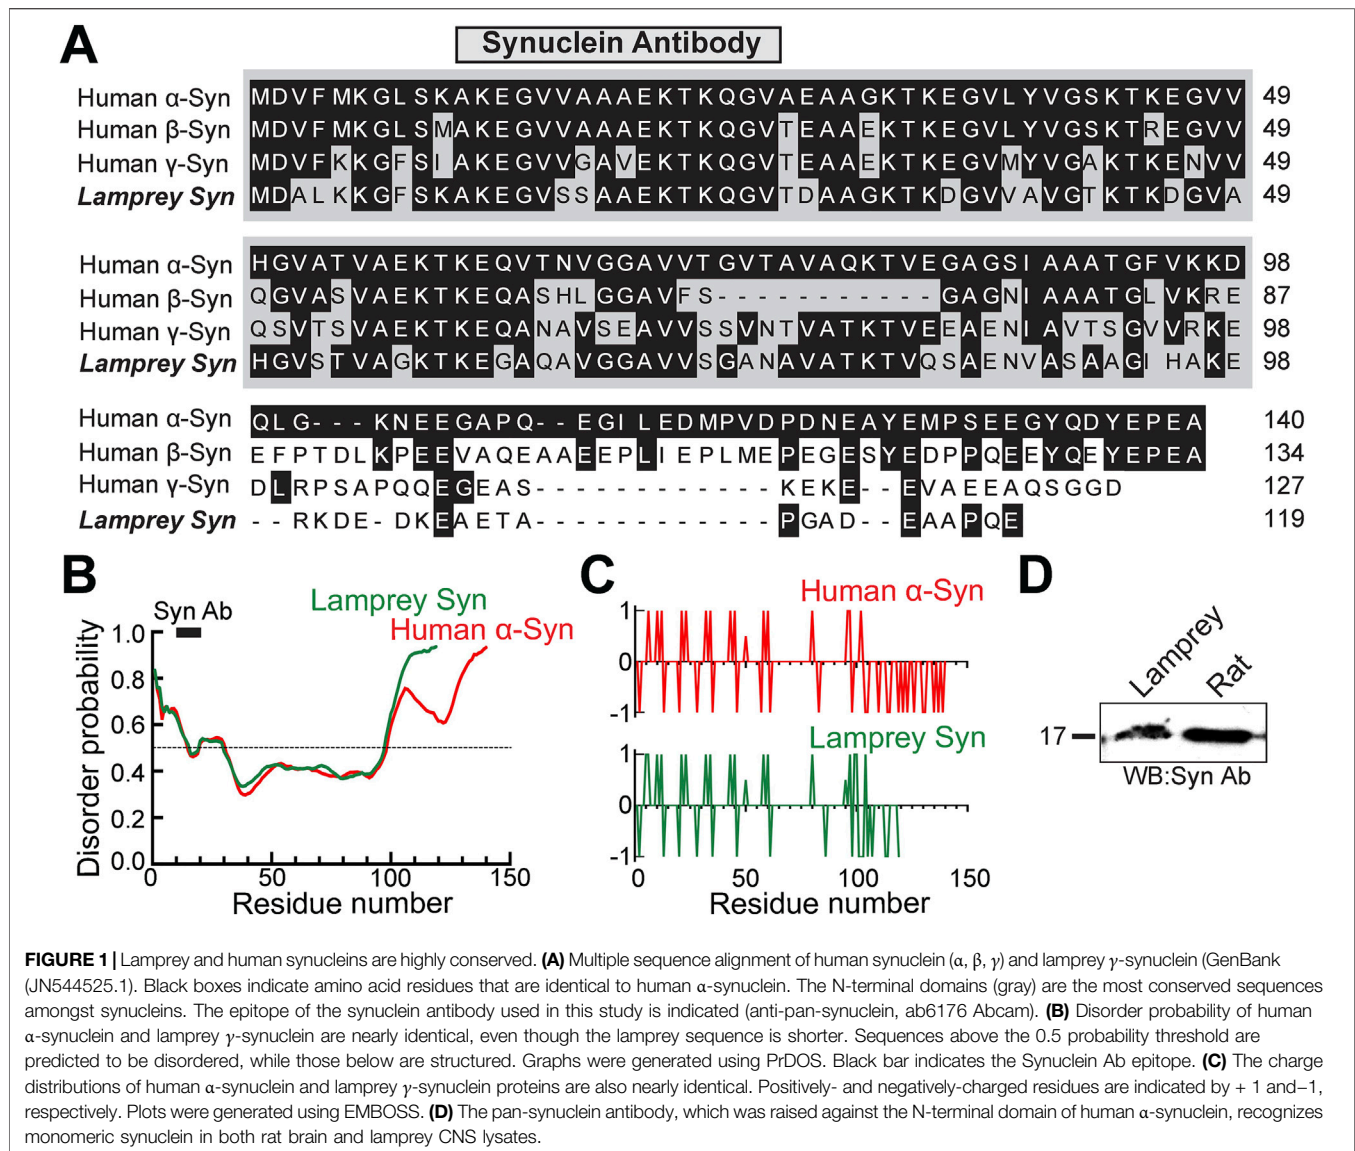 A
Synuclein Antibody
Human α-Syn MDVFMKGLSKAKEGVVAAAEKTKQGVAEAAGKTKEGVLYVGSKTKEGVV 49
Human β-Syn MDVFMKGLSMAKEGVVAAAEKTKQGVTEAAEKTKEGVLYVGSKTREGVV 49
Human γ-Syn MDVFKKGFSIAKEGVVGAVEKTKQGVTEAAEKTKEGVMYVGAKTKENVV 49
Lamprey Syn MDALKKGFSKAKEGVSSAAEKTKQGVTDAAGKTKDGVVAVGTKTKDGVA 49
Human α-Syn HGVATVAEKTKEQVTNVGGAVVTGVTAVAQKTVEGAGSIAAATGFVKKD 98
Human β-Syn QGVASVAEKTKEQASHLGGAVFS-----------GAGNIAAATGLVKRE 87
Human γ-Syn QSVTSVAEKTKEQANAVSEAVVSSVNTVATKTVEEAENIAVTSGVVRKE 98
Lamprey Syn HGVSTVAGKTKEGAQAVGGAVVSGANAVATKTVQSAENVASAAGIHAKE 98
Human α-Syn QLG---KNEEGAPQ--EGILEDMPVDPDNEAYEMPSEEGYQDYEPEA 140
Human β-Syn EFPTDLKPEEVAQEAAEEPLIEPLMEPEGESYEDPPQEEYQEYEPEA 134
Human γ-Syn DLRPSAPQQEGEAS------------KEKE--EVAEEAQSGGD 127
Lamprey Syn --RKDE-DKEAETA------------PGAD--EAAPQE 119
B
Syn Ab
Lamprey Syn
Human α-Syn
Disorder probability
1.0
0.8
0.6
0.4
0.2
0.0
0 50 100 150
Residue number
C
Human α-Syn
1
0
-1
Lamprey Syn
1
0
-1
0 50 100 150
Residue number
D
Lamprey Rat
17
WB:Syn Ab
FIGURE 1 | Lamprey and human synucleins are highly conserved. (A) Multiple sequence alignment of human synuclein (α, β, γ) and lamprey γ-synuclein (GenBank
(JN544525.1). Black boxes indicate amino acid residues that are identical to human α-synuclein. The N-terminal domains (gray) are the most conserved sequences
amongst synucleins. The epitope of the synuclein antibody used in this study is indicated (anti-pan-synuclein, ab6176 Abcam). (B) Disorder probability of human
α-synuclein and lamprey γ-synuclein are nearly identical, even though the lamprey sequence is shorter. Sequences above the 0.5 probability threshold are
predicted to be disordered, while those below are structured. Graphs were generated using PrDOS. Black bar indicates the Synuclein Ab epitope. (C) The charge
distributions of human α-synuclein and lamprey γ-synuclein proteins are also nearly identical. Positively- and negatively-charged residues are indicated by + 1 and−1,
respectively. Plots were generated using EMBOSS. (D) The pan-synuclein antibody, which was raised against the N-terminal domain of human α-synuclein, recognizes
monomeric synuclein in both rat brain and lamprey CNS lysates.